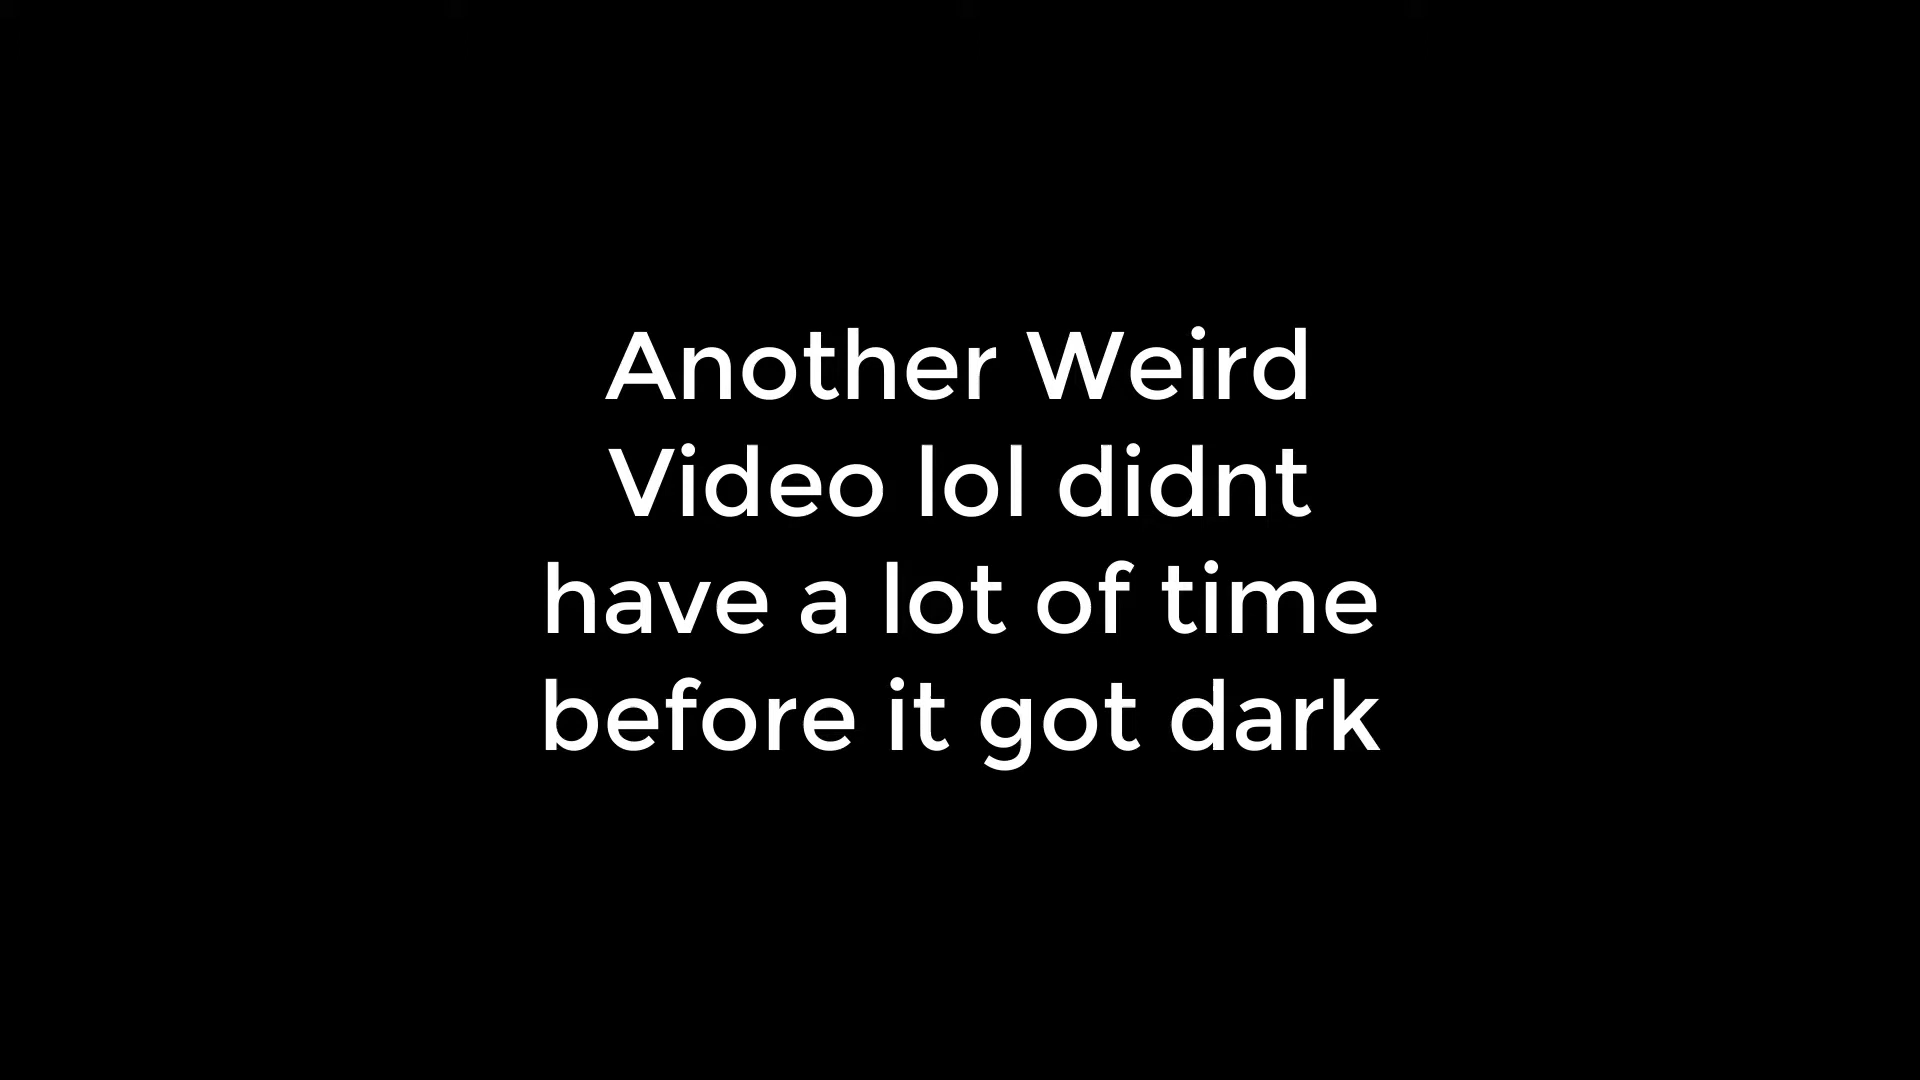 Another Weird
Video lol didnt
have a lot of time
before it got dark